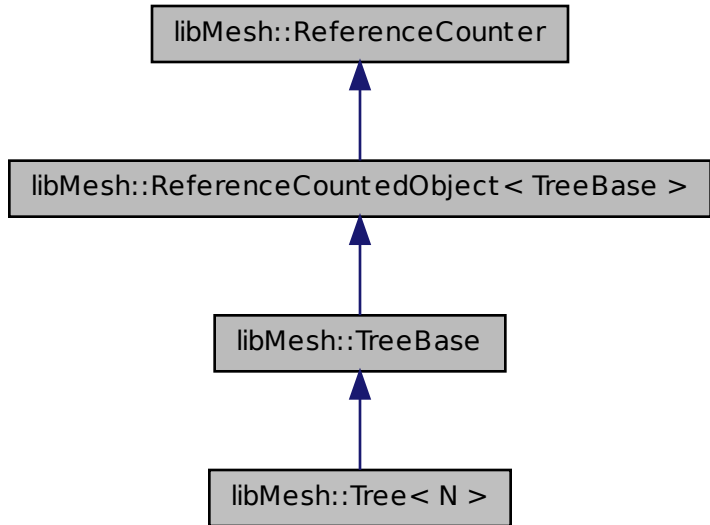 libMesh::ReferenceCounter
libMesh::ReferenceCountedObject< TreeBase >
libMesh::TreeBase
libMesh::Tree< N >